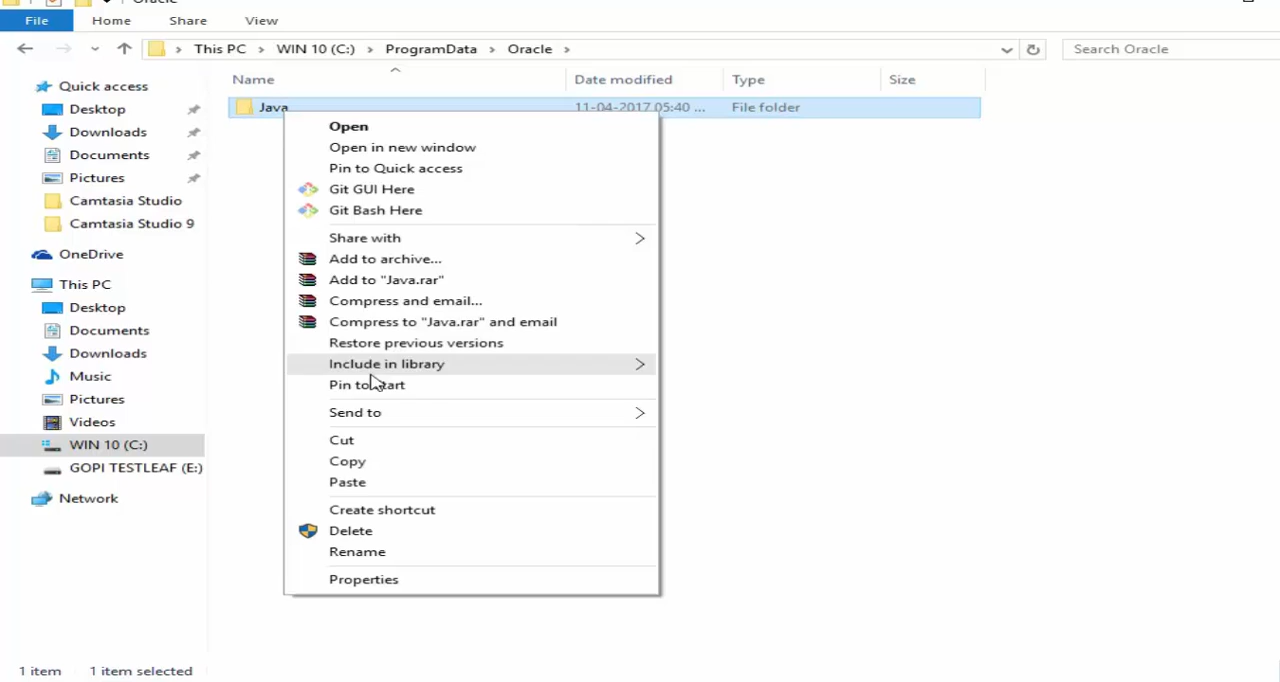 Oracle
File Home Share View
This PC > WIN 10 (C:) > ProgramData > Oracle >
Search Oracle
Name Date modified Type Size
Java 11-04-2017 05:40 ... File folder
Quick access
Desktop
Downloads
Documents
Pictures
Camtasia Studio
Camtasia Studio 9
OneDrive
This PC
Desktop
Documents
Downloads
Music
Pictures
Videos
WIN 10 (C:)
GOPI TESTLEAF (E:)
Network
Open
Open in new window
Pin to Quick access
Git GUI Here
Git Bash Here
Share with
Add to archive...
Add to "Java.rar"
Compress and email...
Compress to "Java.rar" and email
Restore previous versions
Include in library
Pin to Start
Send to
Cut
Copy
Paste
Create shortcut
Delete
Rename
Properties
1 item 1 item selected